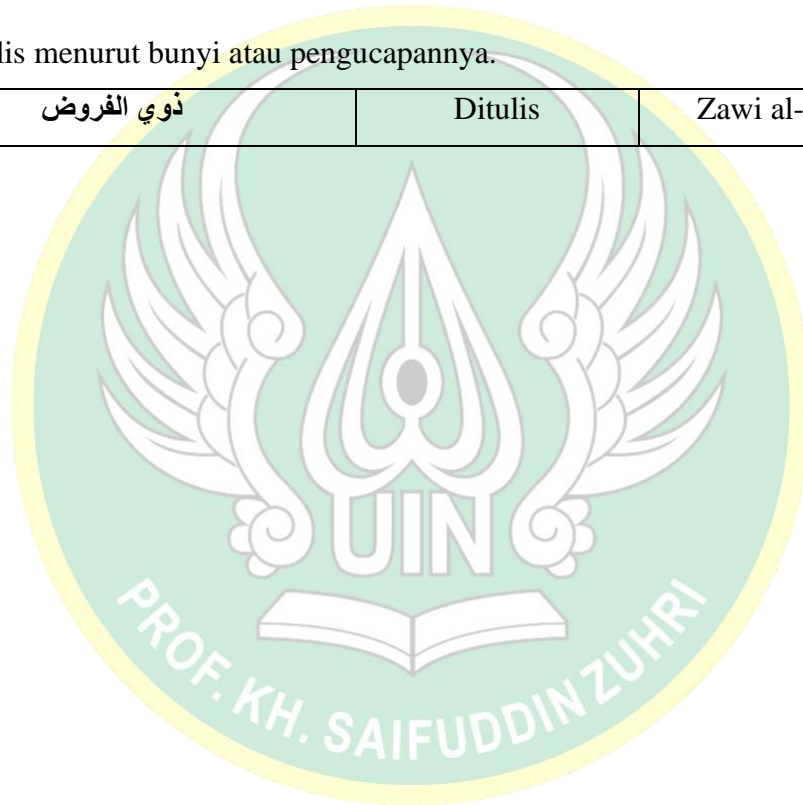 lis menurut bunyi atau pengucapannya.
ذوي الفروض Ditulis Zawi al-
UIN
PROF. KH. SAIFUDDIN ZUHRI